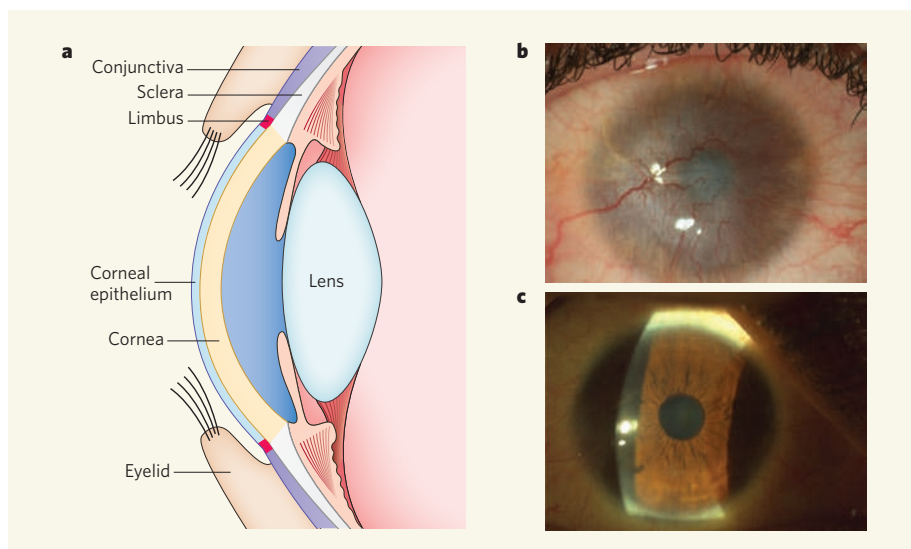 a
Conjunctiva
Sclera
Limbus
Corneal
epithelium
Cornea
Eyelid
Lens
b
c